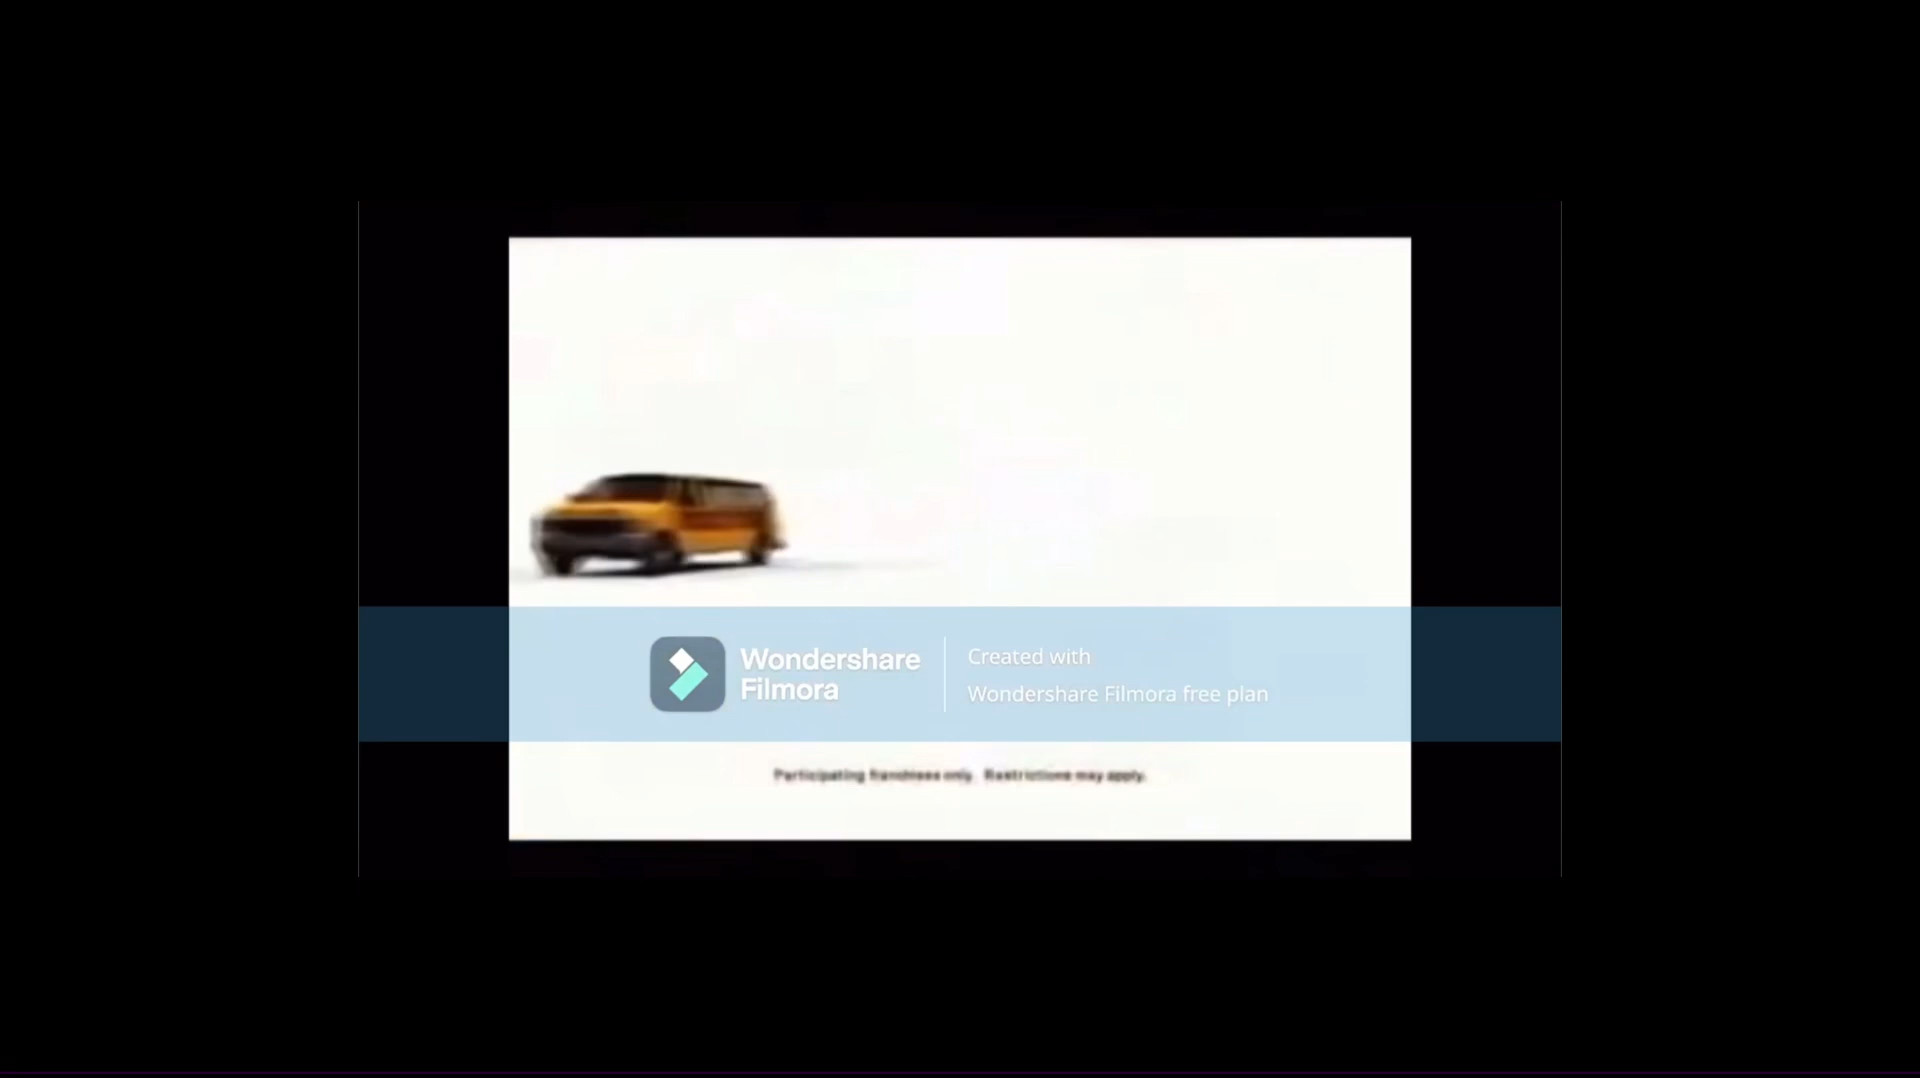 Wondershare
Filmora
Created with
Wondershare Filmora free plan
Participating franchises only. Restrictions may apply.